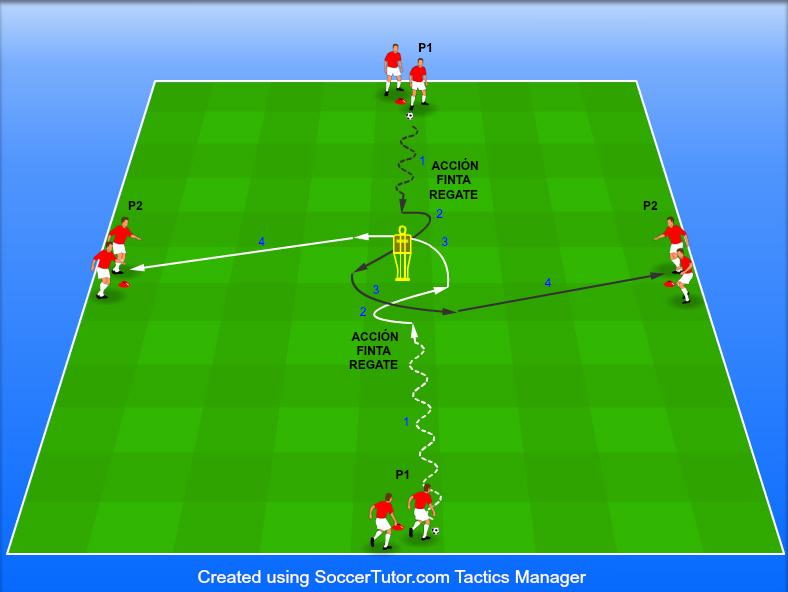 P1
1
ACCIÓN
FINTA
REGATE
P2
P2
2
4
3
4
3
2
ACCIÓN
FINTA
REGATE
1
P1
Created using SoccerTutor.com Tactics Manager